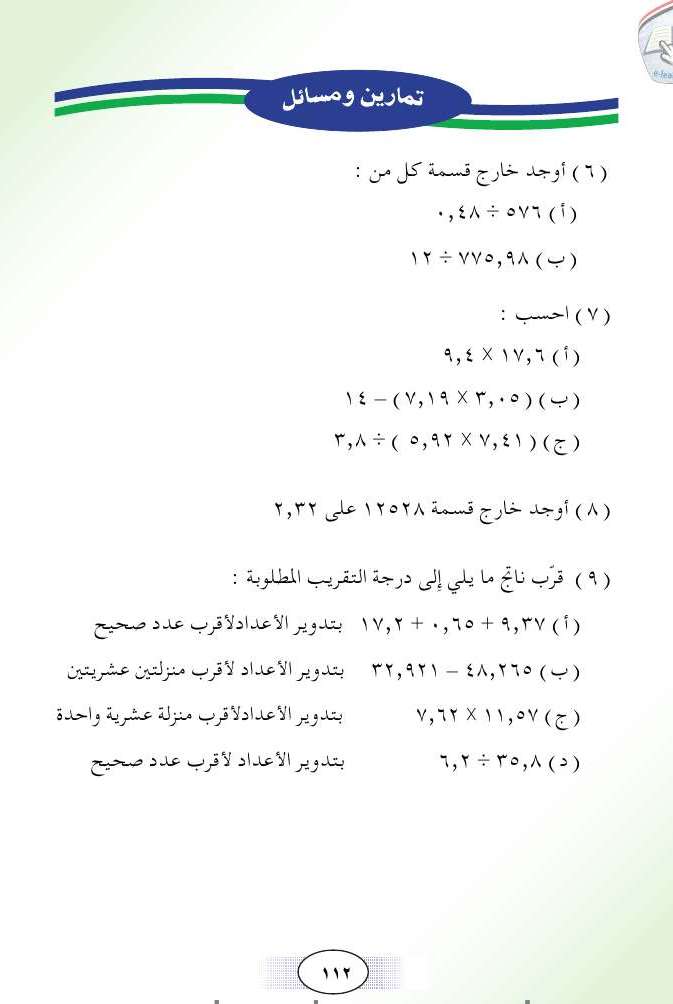 e-lea
تمارين ومسائل
( ٦ ) أوجد خارج قسمة كل من :
( أ ) ٥٧٦ ÷ ٠,٤٨
( ب ) ٧٧٥,٩٨ ÷ ١٢
( ٧ ) احسب :
( أ ) ١٧,٦ × ٩,٤
( ب ) ( ٣,٠٥ × ٧,١٩ ) – ١٤
( ج ) ( ٧,٤١ × ٥,٩٢ ) ÷ ٣,٨
( ٨ ) أوجد خارج قسمة ١٢٥٢٨ على ٢,٣٢
( ٩ ) قرّب ناتج ما يلي إلى درجة التقريب المطلوبة :
( أ ) ٩,٣٧ + ٠,٦٥ + ١٧,٢ بتدوير الأعدادلأقرب عدد صحيح
( ب ) ٤٨,٢٦٥ – ٣٢,٩٢١ بتدوير الأعداد لأقرب منزلتين عشريتين
( ج ) ١١,٥٧ × ٧,٦٢ بتدوير الأعدادلأقرب منزلة عشرية واحدة
( د ) ٣٥,٨ ÷ ٦,٢ بتدوير الأعداد لأقرب عدد صحيح
١١٢